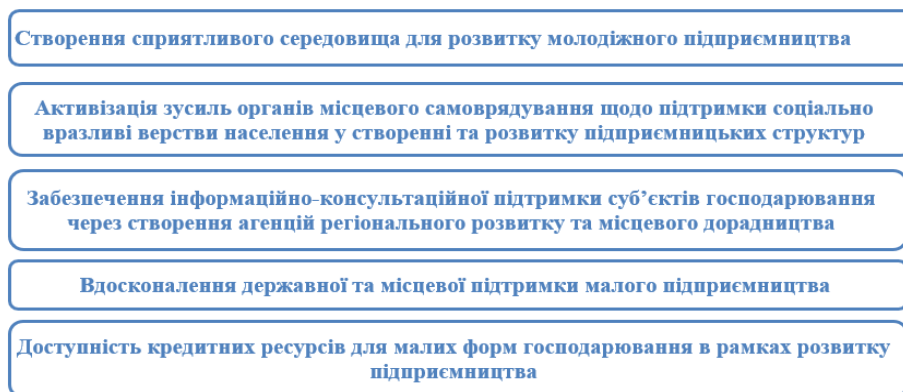 Створення сприятливого середовища для розвитку молодіжного підприємництва
Активізація зусиль органів місцевого самоврядування щодо підтримки соціально
вразливі верстви населення у створенні та розвитку підприємницьких структур
Забезпечення інформаційно-консультаційної підтримки суб’єктів господарювання
через створення агенцій регіонального розвитку та місцевого дорадництва
Вдосконалення державної та місцевої підтримки малого підприємництва
Доступність кредитних ресурсів для малих форм господарювання в рамках розвитку
підприємництва